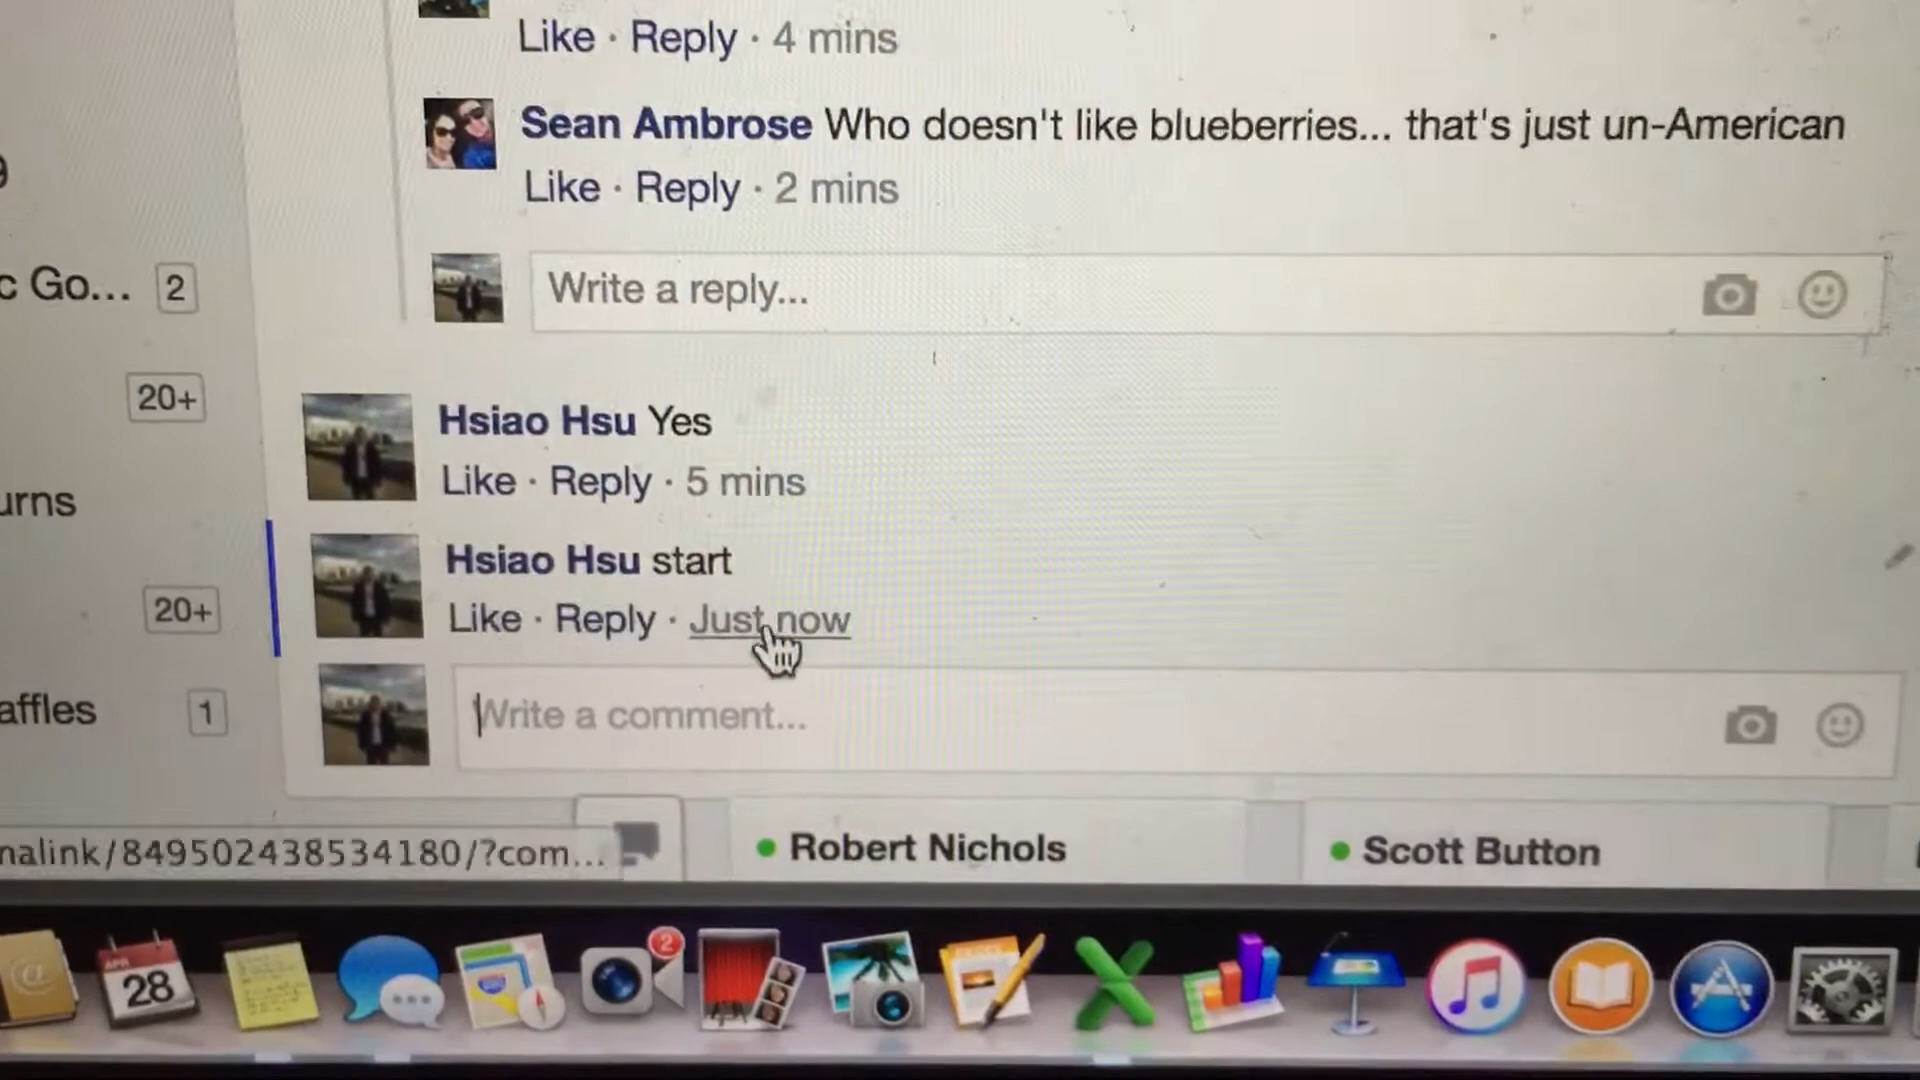 Like · Reply · 4 mins
Sean Ambrose Who doesn't like blueberries... that's just un-American
Like · Reply · 2 mins
c Go... 2
Write a reply...
20+
Hsiao Hsu Yes
Like · Reply · 5 mins
urns
Hsiao Hsu start
20+
Like · Reply · Just now
affles 1
Write a comment...
nalink/849502438534180/?com...
Robert Nichols
Scott Button
2
APR
28